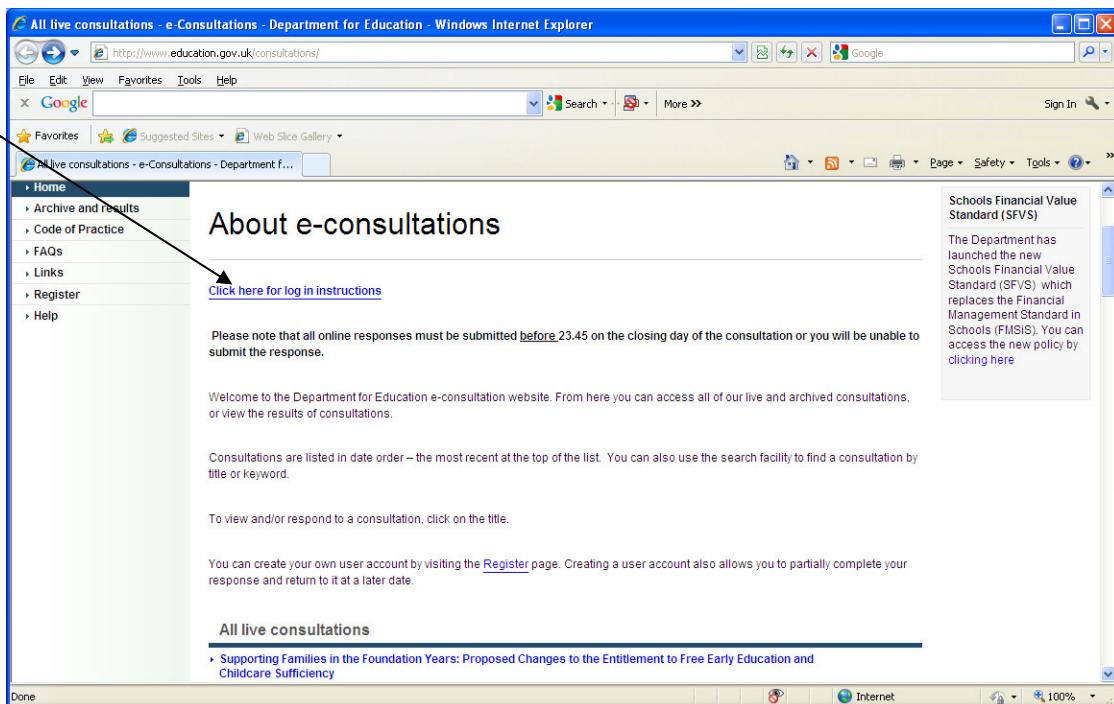 All live consultations - e-Consultations - Department for Education - Windows Internet Explorer
http://www.education.gov.uk/consultations/
Google
File Edit View Favorites Tools Help
x Google Search More >> Sign In
Favorites Suggested Sites Web Slice Gallery
All live consultations - e-Consultations - Department f...
Page Safety Tools
Home
Archive and results
Code of Practice
FAQs
Links
Register
Help
About e-consultations
Click here for log in instructions
Please note that all online responses must be submitted before 23.45 on the closing day of the consultation or you will be unable to
submit the response.
Welcome to the Department for Education e-consultation website. From here you can access all of our live and archived consultations,
or view the results of consultations.
Consultations are listed in date order – the most recent at the top of the list. You can also use the search facility to find a consultation by
title or keyword.
To view and/or respond to a consultation, click on the title.
You can create your own user account by visiting the Register page. Creating a user account also allows you to partially complete your
response and return to it at a later date.
All live consultations
Supporting Families in the Foundation Years: Proposed Changes to the Entitlement to Free Early Education and
Childcare Sufficiency
Schools Financial Value
Standard (SFVS)
The Department has
launched the new
Schools Financial Value
Standard (SFVS) which
replaces the Financial
Management Standard in
Schools (FMSiS). You can
access the new policy by
clicking here
Done
Internet
100%